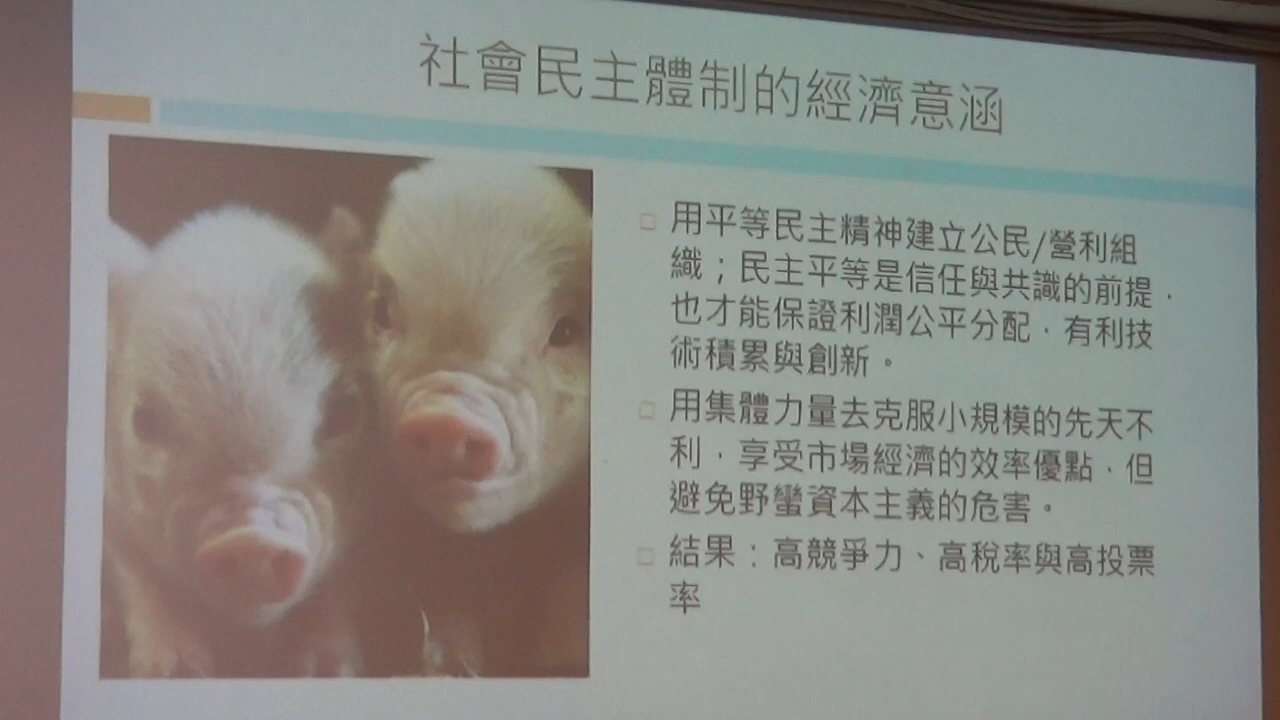 社會民主體制的經濟意涵
用平等民主精神建立公民/營利組
織；民主平等是信任與共識的前提，
也才能保證利潤公平分配，有利技
術積累與創新。
用集體力量去克服小規模的先天不
利，享受市場經濟的效率優點，但
避免野蠻資本主義的危害。
結果：高競爭力、高稅率與高投票
率